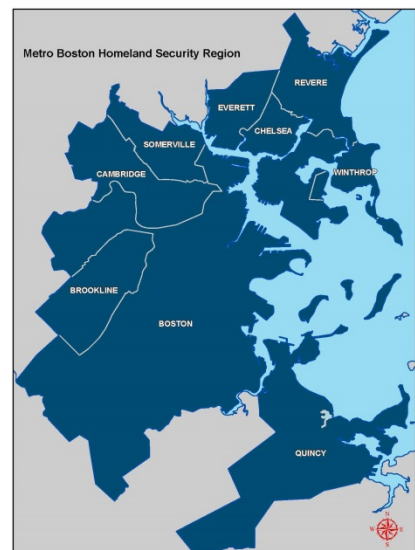 Metro Boston Homeland Security Region
REVERE
EVERETT
CHELSEA
SOMERVILLE
WINTHROP
CAMBRIDGE
BROOKLINE
BOSTON
QUINCY
N
W
E
S